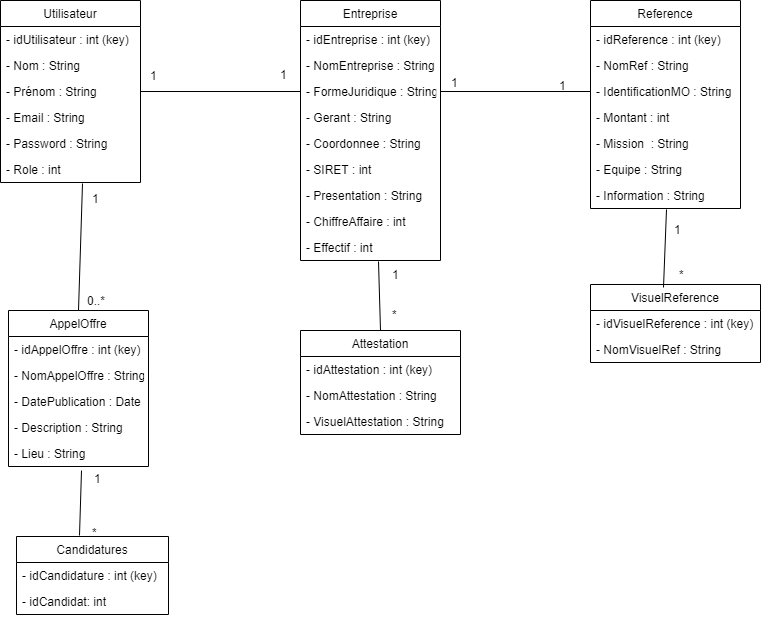 Utilisateur
- idUtilisateur : int (key)
- Nom : String
- Prénom : String
- Email : String
- Password : String
- Role : int
1
1
Entreprise
- idEntreprise : int (key)
- NomEntreprise : String
- FormeJuridique : String
- Gerant : String
- Coordonnee : String
- SIRET : int
- Presentation : String
- ChiffreAffaire : int
- Effectif : int
1
1
Reference
- idReference : int (key)
- NomRef : String
- IdentificationMO : String
- Montant : int
- Mission  : String
- Equipe : String
- Information : String
1
0..*
AppelOffre
- idAppelOffre : int (key)
- NomAppelOffre : String
- DatePublication : Date
- Description : String
- Lieu : String
1
*
Attestation
- idAttestation : int (key)
- NomAttestation : String
- VisuelAttestation : String
1
*
VisuelReference
- idVisuelReference : int (key)
- NomVisuelRef : String
1
*
Candidatures
- idCandidature : int (key)
- idCandidat: int